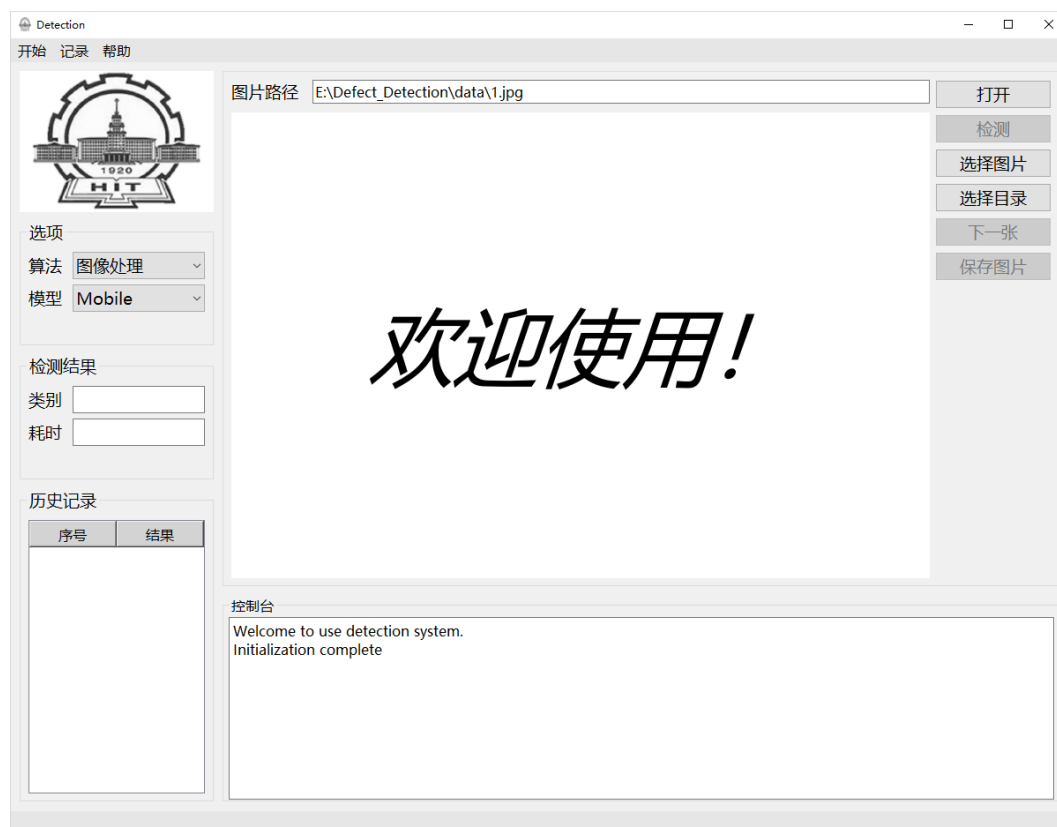 Detection
开始 记录 帮助
1920
HIT
图片路径 E:\Defect_Detection\data\1.jpg
打开
检测
选择图片
选择目录
下一张
保存图片
选项
算法 图像处理
模型 Mobile
欢迎使用!
检测结果
类别
耗时
历史记录
序号 结果
控制台
Welcome to use detection system.
Initialization complete